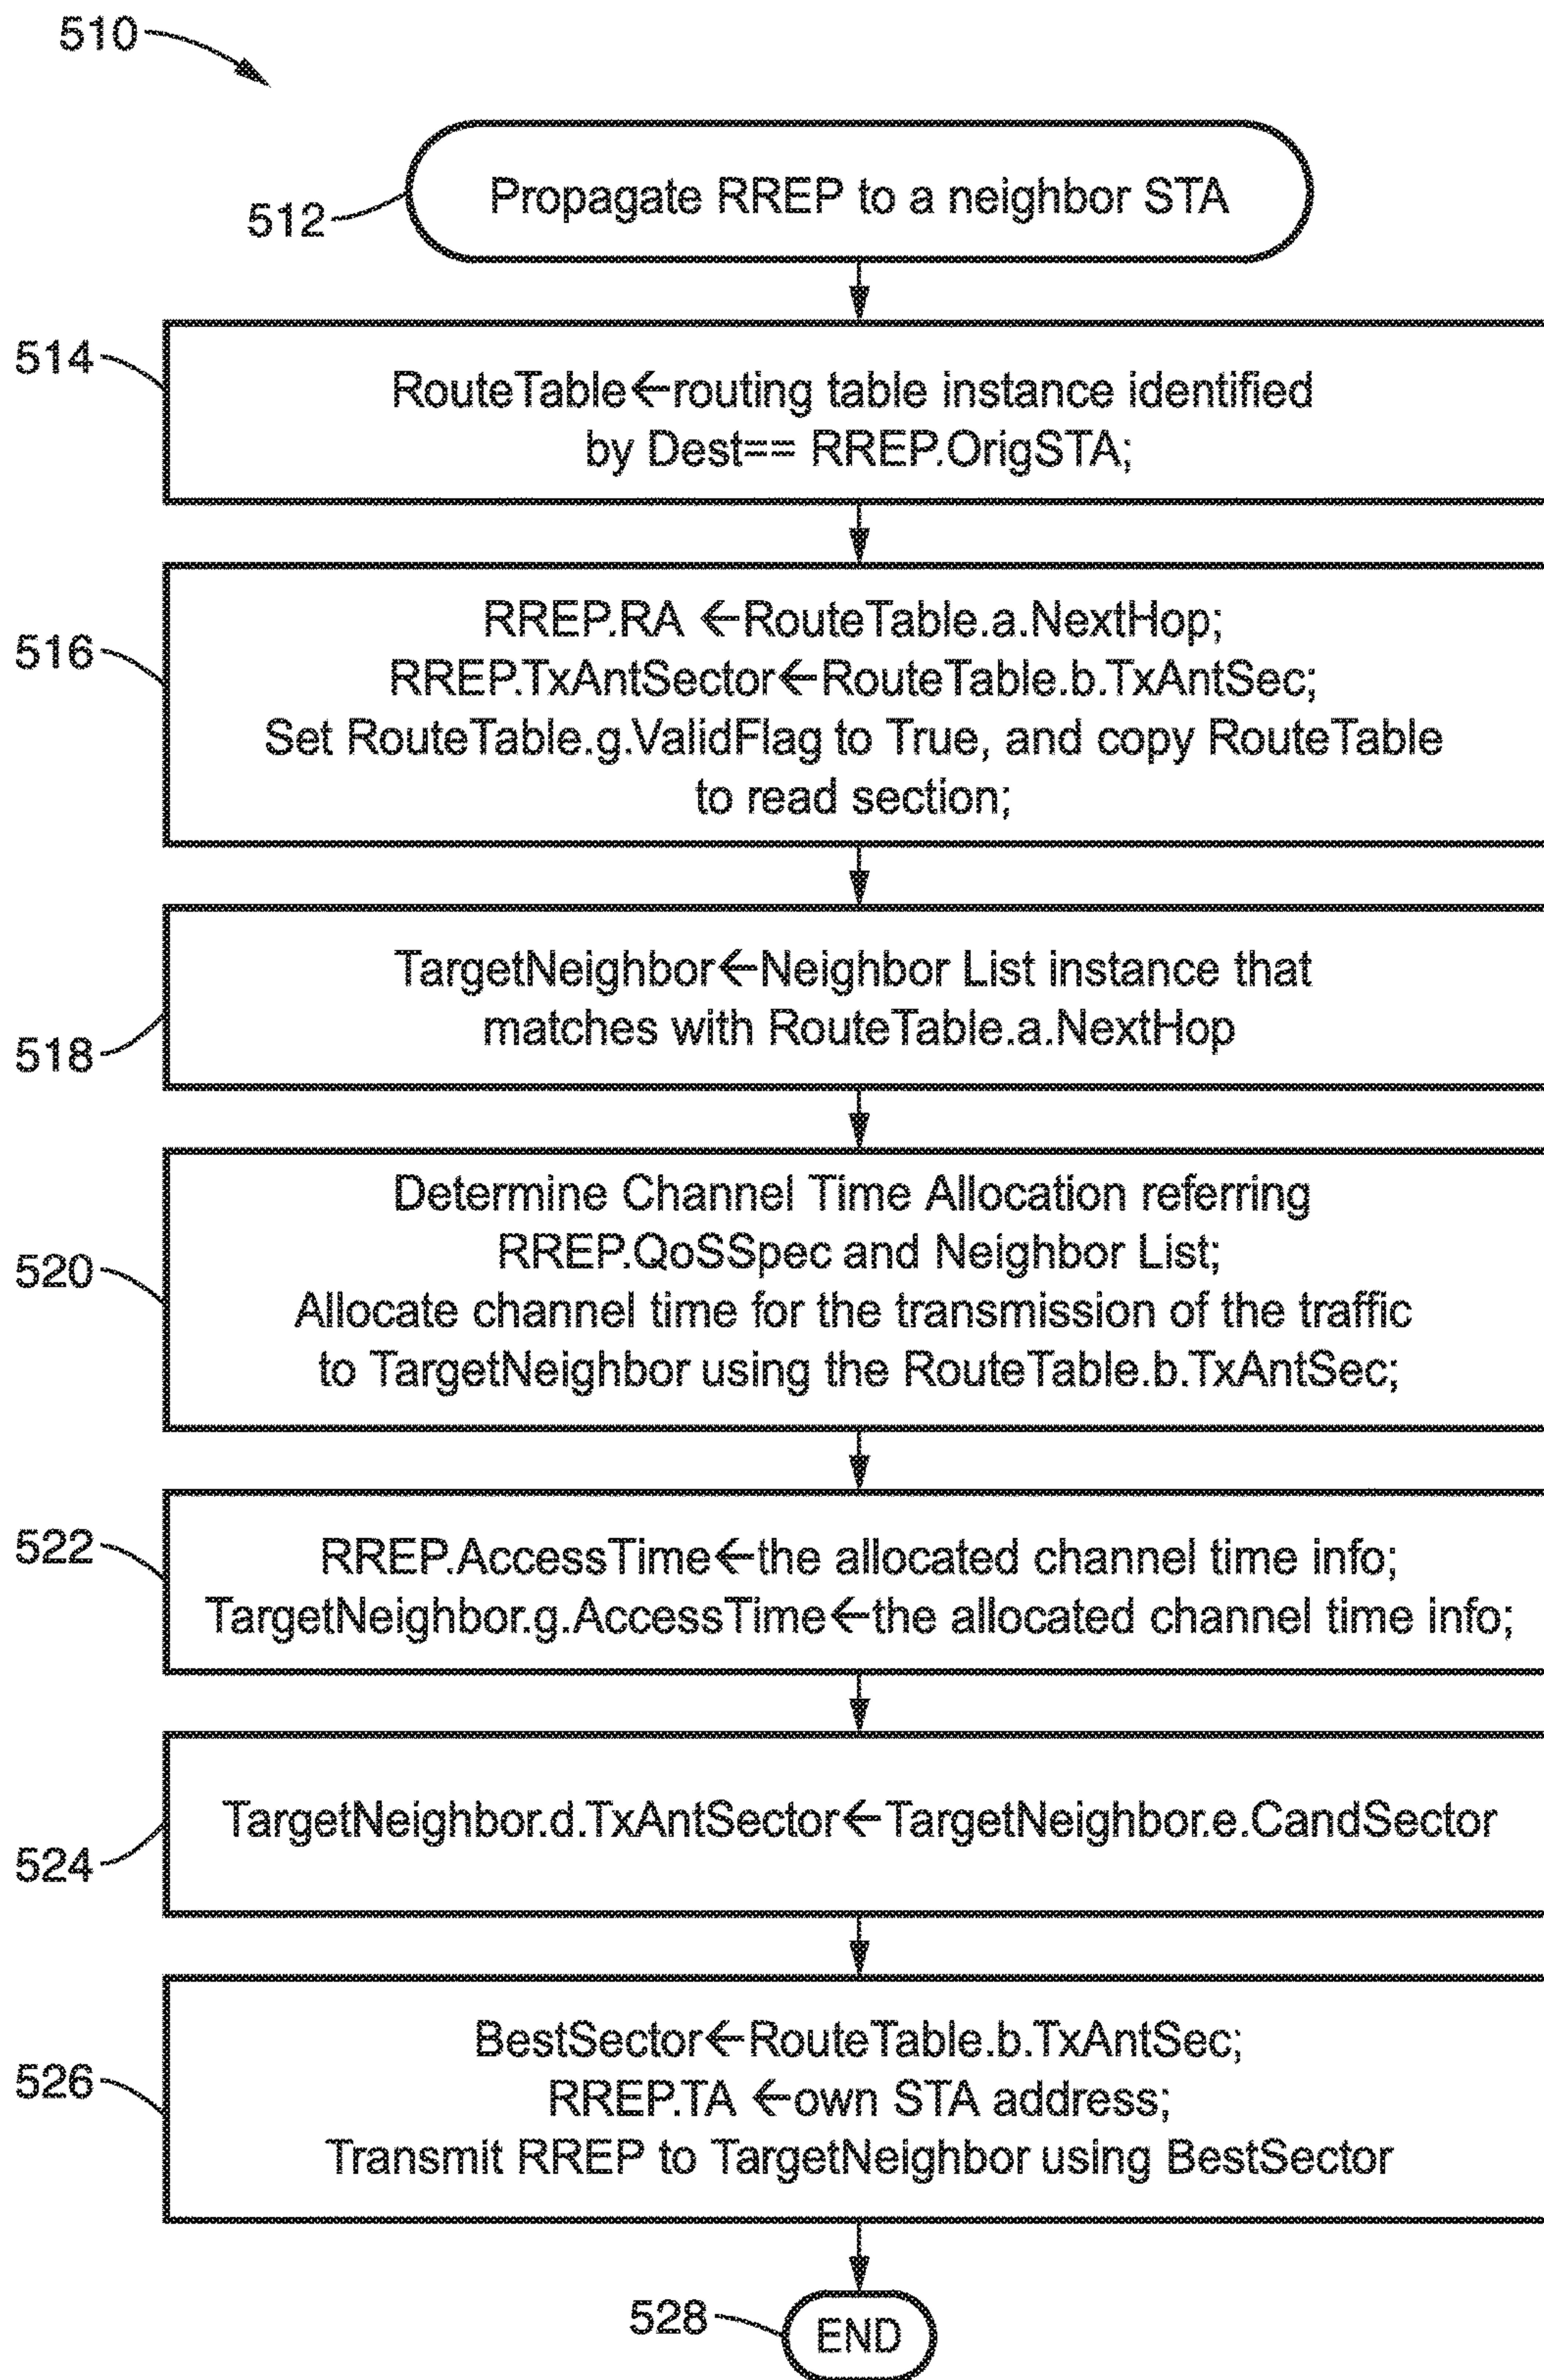 510
512
Propagate RREP to a neighbor STA
514
RouteTable←routing table instance identified
by Dest== RREP.OrigSTA;
516
RREP.RA ←RouteTable.a.NextHop;
RREP.TxAntSector←RouteTable.b.TxAntSec;
Set RouteTable.g.ValidFlag to True, and copy RouteTable
to read section;
518
TargetNeighbor←Neighbor List instance that
matches with RouteTable.a.NextHop
520
Determine Channel Time Allocation referring
RREP.QoSSpec and Neighbor List;
Allocate channel time for the transmission of the traffic
to TargetNeighbor using the RouteTable.b.TxAntSec;
522
RREP.AccessTime←the allocated channel time info;
TargetNeighbor.g.AccessTime←the allocated channel time info;
524
TargetNeighbor.d.TxAntSector←TargetNeighbor.e.CandSector
526
BestSector←RouteTable.b.TxAntSec;
RREP.TA ←own STA address;
Transmit RREP to TargetNeighbor using BestSector
528
END